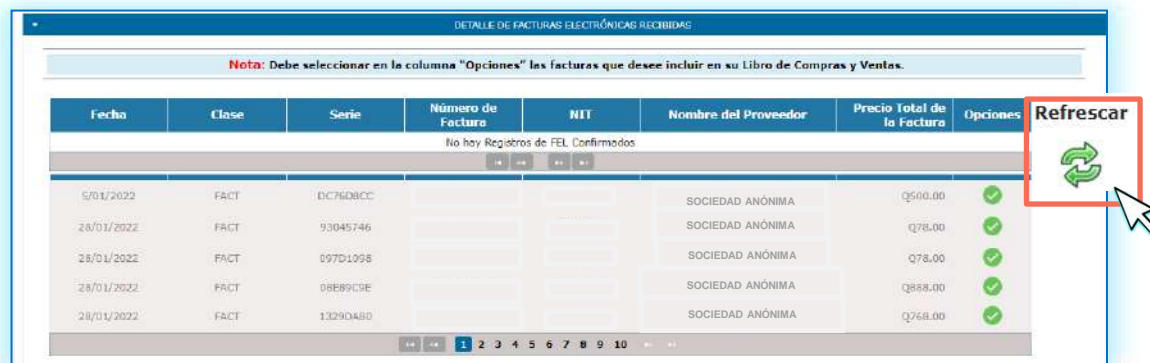 DETALLE DE FACTURAS ELECTRÓNICAS RECIBIDAS
Nota: Debe seleccionar en la columna "Opciones" las facturas que desee incluir en su Libro de Compras y Ventas.
Fecha Clase Serie Número de Factura NIT Nombre del Proveedor Precio Total de la Factura Opciones
Refrescar
No hay Registros de FEL Confirmados
5/01/2022 FACT DC76D8CC SOCIEDAD ANÓNIMA Q500.00
28/01/2022 FACT 93045746 SOCIEDAD ANÓNIMA Q78.00
28/01/2022 FACT 097D1098 SOCIEDAD ANÓNIMA Q78.00
28/01/2022 FACT 08E89C9E SOCIEDAD ANÓNIMA Q888.00
28/01/2022 FACT 1329DAB0 SOCIEDAD ANÓNIMA Q768.00
1 2 3 4 5 6 7 8 9 10